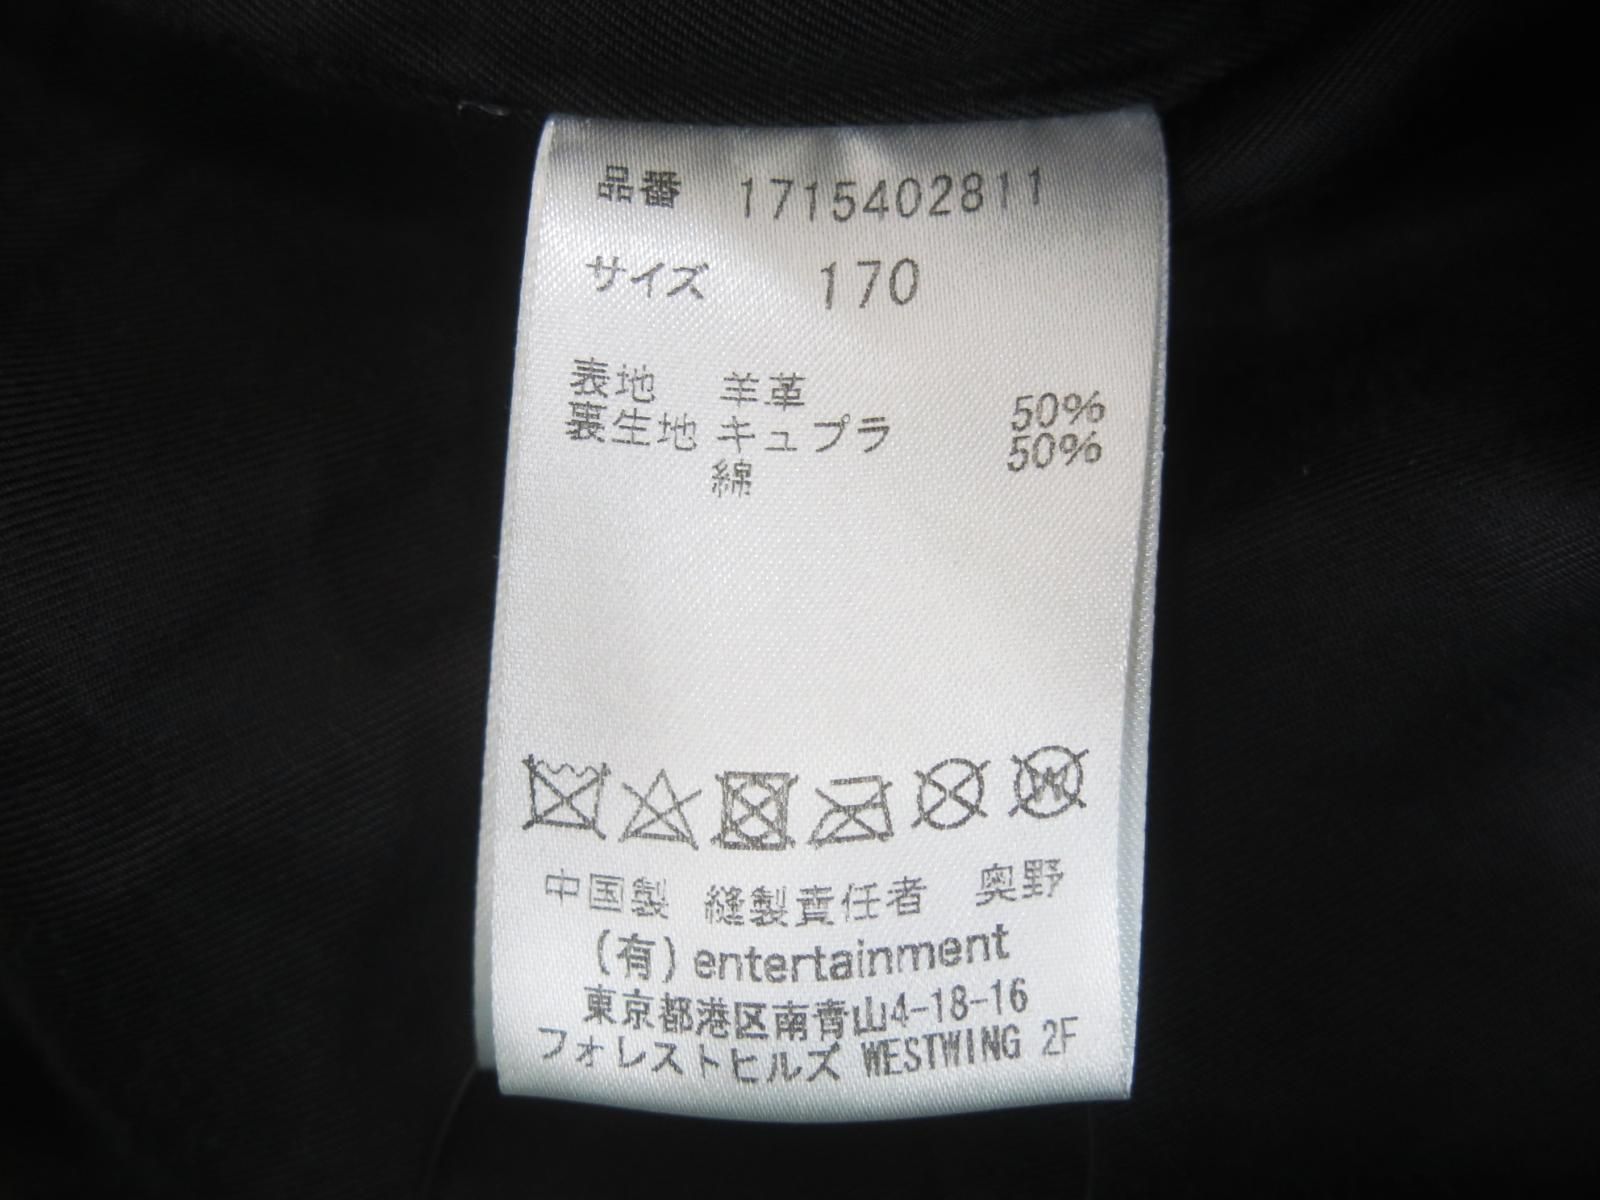 品番 1715402811
サイズ 170
表地 羊革
裏生地 キュプラ 50%
綿 50%
中国製 縫製責任者 奥野
(有) entertainment
東京都港区南青山4-18-16
フォレストヒルズ WESTWING 2F